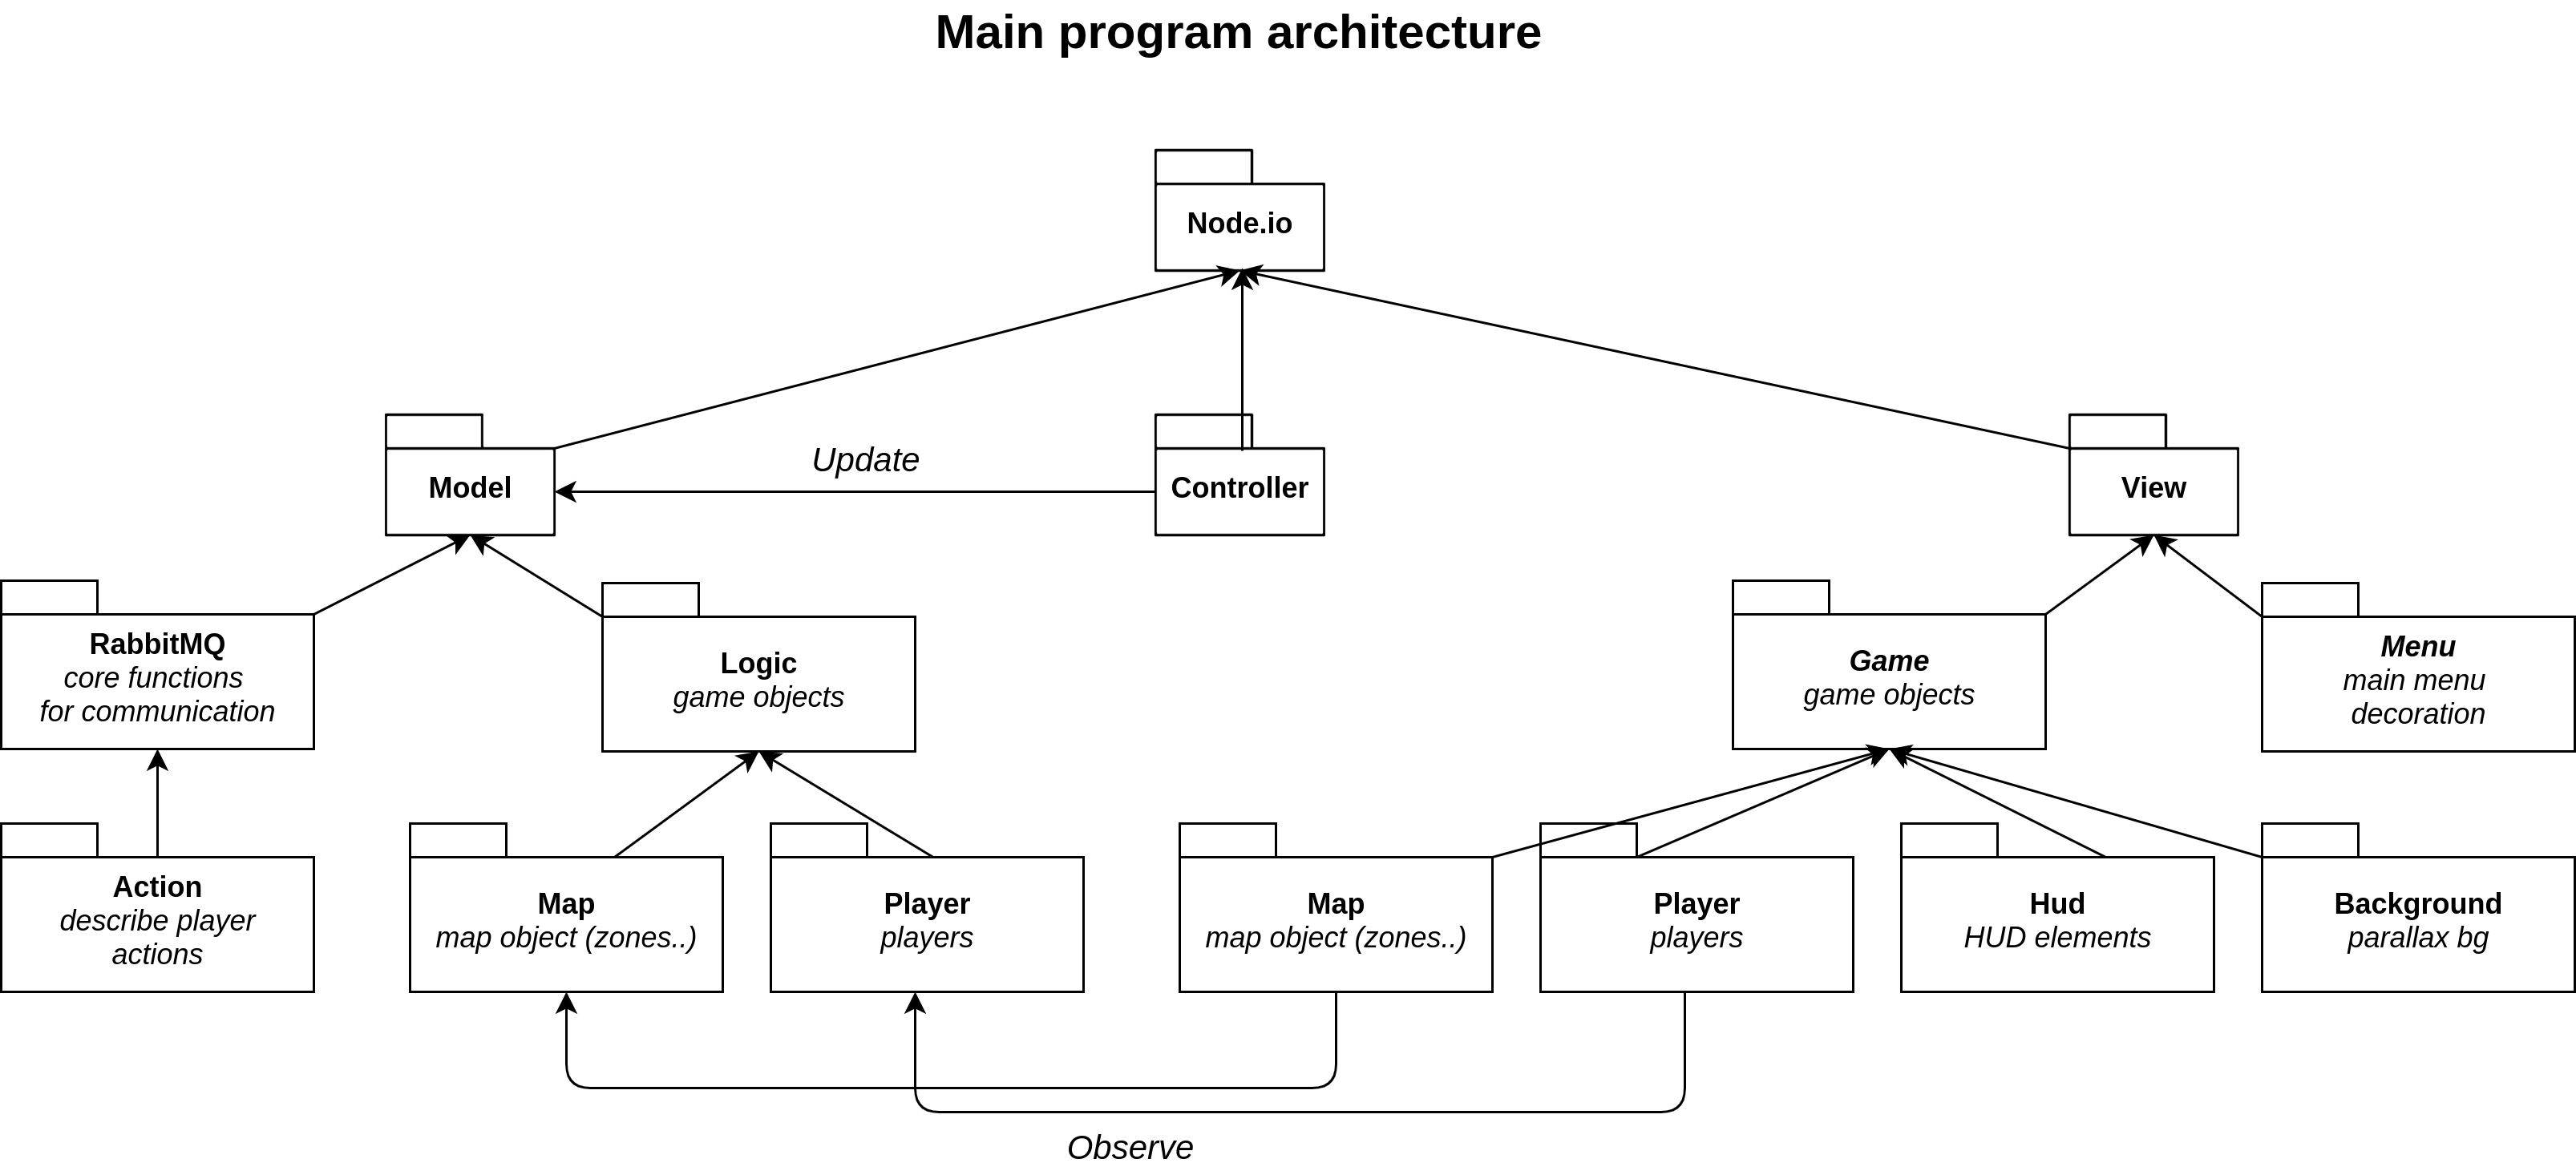 Main program architecture
Node.io
Model
Update
Controller
View
RabbitMQ
core functions
for communication
Logic
game objects
Game
game objects
Menu
main menu
decoration
Action
describe player
actions
Map
map object (zones..)
Player
players
Map
map object (zones..)
Player
players
Hud
HUD elements
Background
parallax bg
Observe